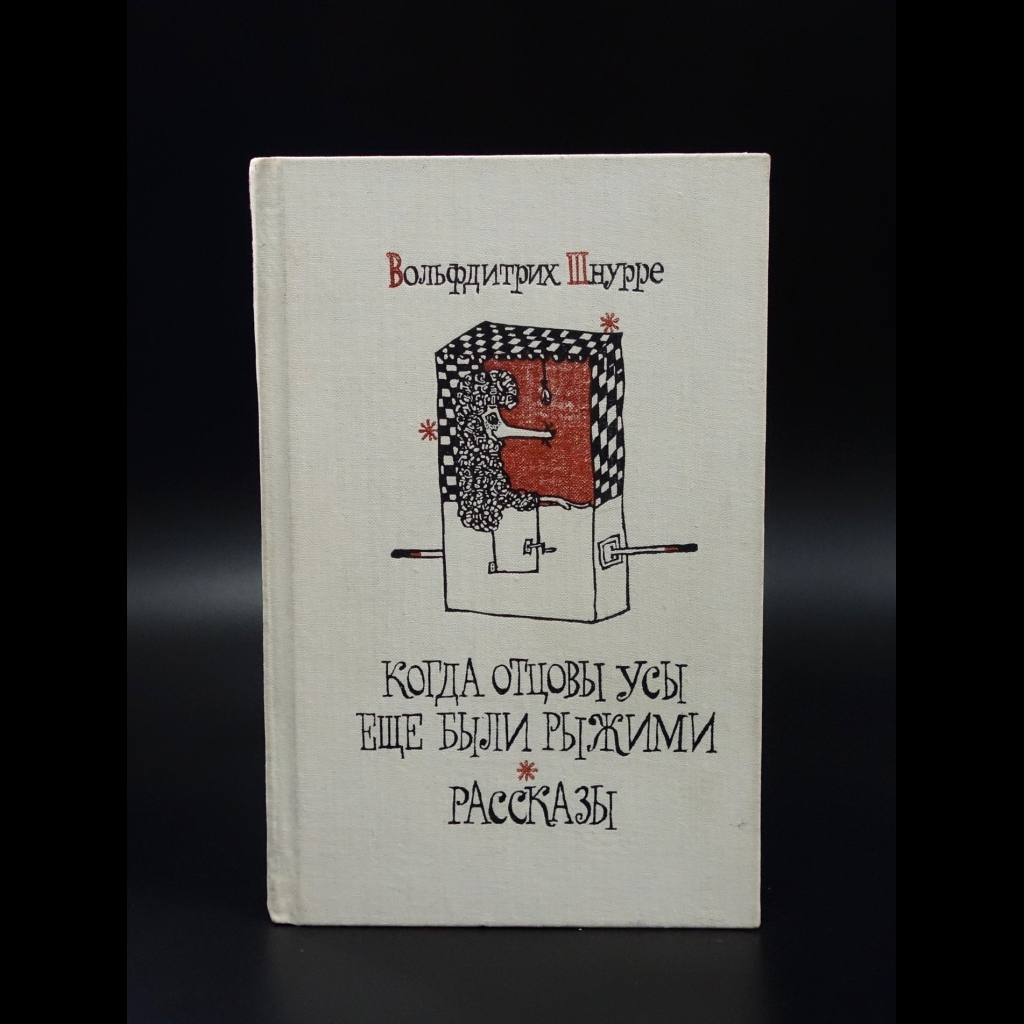 Вольфдитрих Шнурре
КОГДА ОТЦОВЫ УСЫ
ЕЩЕ БЫЛИ РЫЖИМИ
РАССКАЗЫ